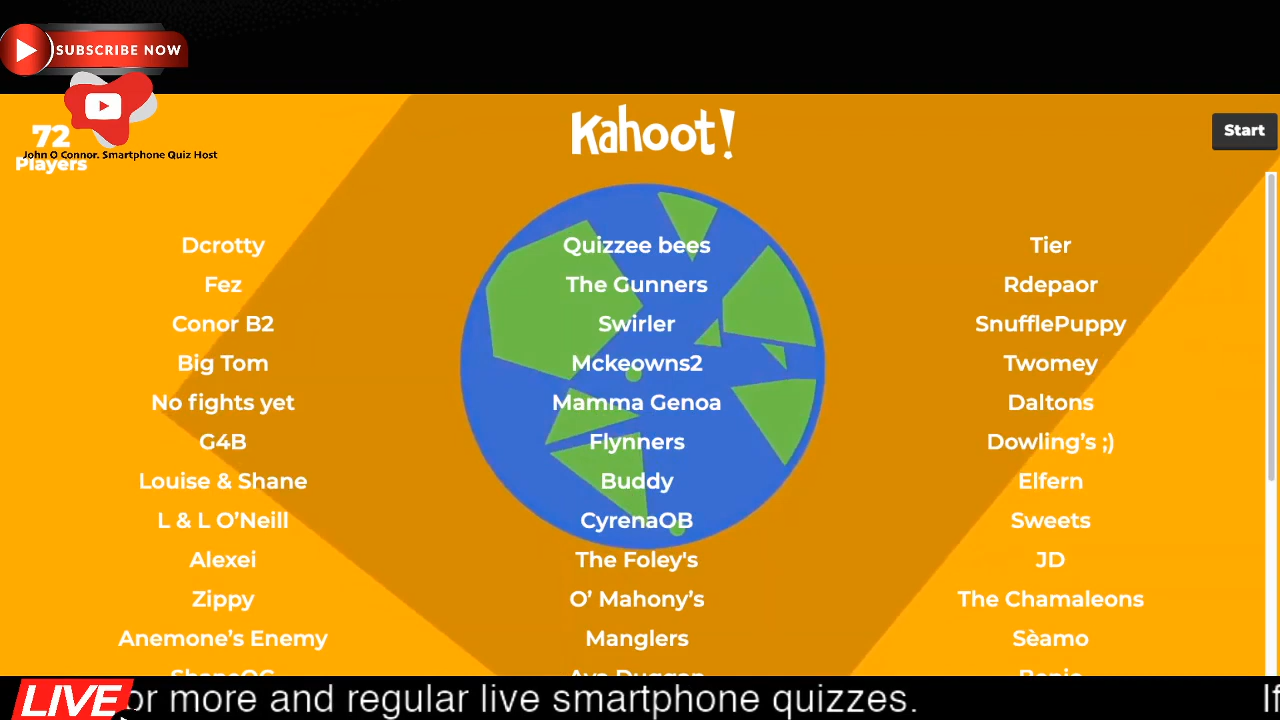 SUBSCRIBE NOW
Kahoot!
72
Players
John O Connor. Smartphone Quiz Host
Start
Dcrotty Quizzee bees Tier
Fez The Gunners Rdepaor
Conor B2 Swirler SnufflePuppy
Big Tom Mckeowns2 Twomey
No fights yet Mamma Genoa Daltons
G4B Flynners Dowling’s ;)
Louise & Shane Buddy Elfern
L & L O’Neill CyrenaOB Sweets
Alexei The Foley's JD
Zippy O’ Mahony’s The Chamaleons
Anemone’s Enemy Manglers Sèamo
LIVE or more and regular live smartphone quizzes. If